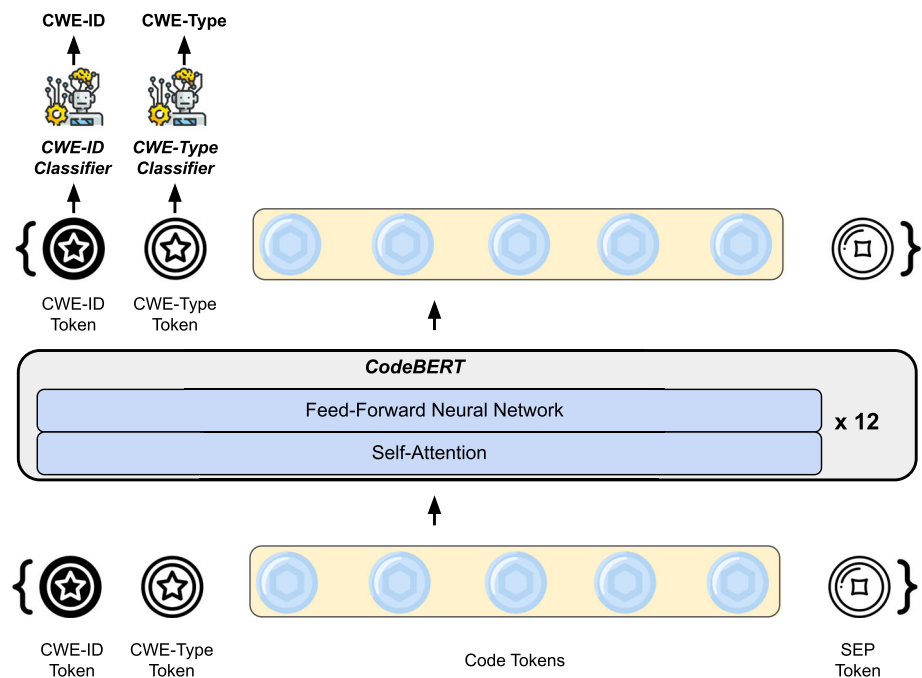 CWE-ID CWE-Type
CWE-ID CWE-Type
Classifier Classifier
{ }
CWE-ID CWE-Type
Token Token
CodeBERT
Feed-Forward Neural Network
x 12
Self-Attention
{ }
CWE-ID CWE-Type Code Tokens SEP
Token Token Token